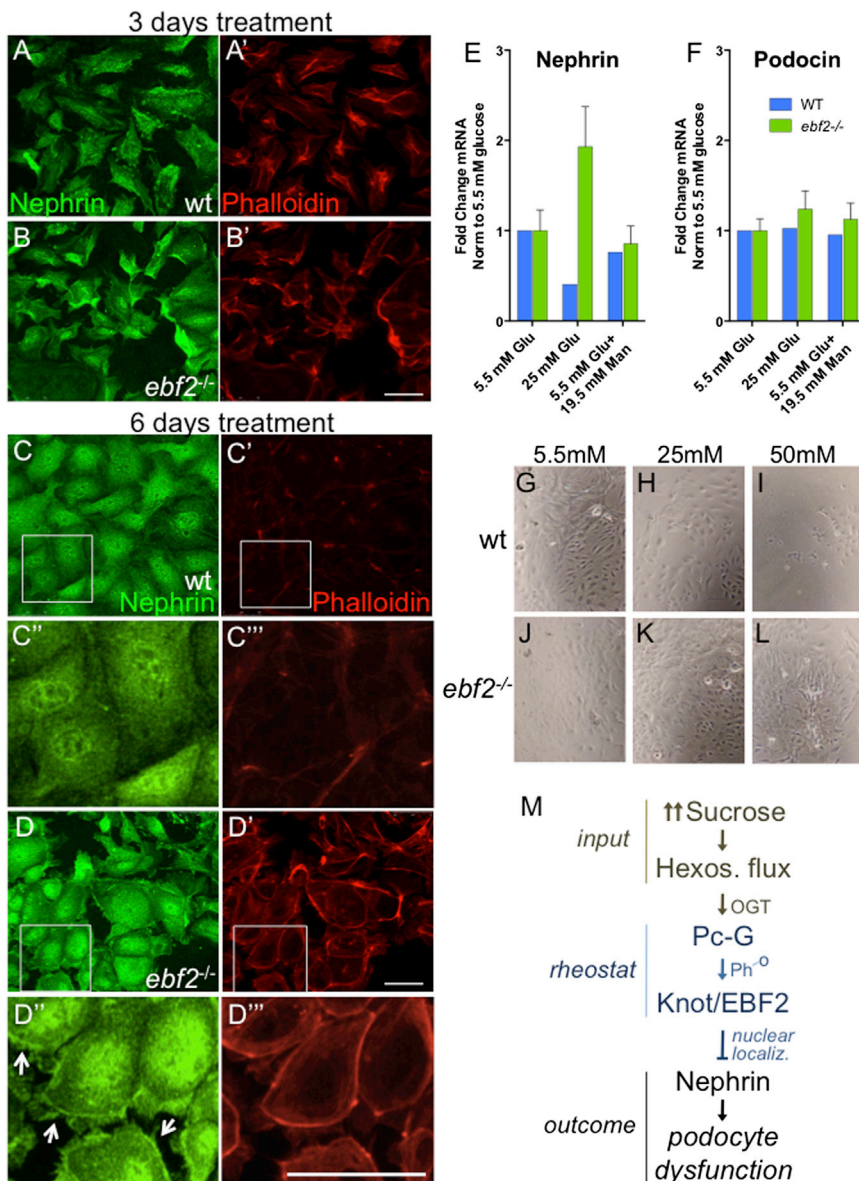 3 days treatment
A
Nephrin
wt
A'
Phalloidin
B
ebf2-/-
B'
6 days treatment
C
wt
Nephrin
C'
Phalloidin
C''
C'''
D
ebf2-/-
D'
D''
D'''
E
Nephrin
Fold Change mRNA
Norm to 5.5 mM glucose
3
2
1
0
5.5 mM Glu
25 mM Glu
5.5 mM Glu+
19.5 mM Man
F
Podocin
WT
ebf2-/-
Fold Change mRNA
Norm to 5.5 mM glucose
3
2
1
0
5.5 mM Glu
25 mM Glu
5.5 mM Glu+
19.5 mM Man
5.5mM 25mM 50mM
wt
G H I
ebf2-/-
J K L
M
input
↑↑Sucrose
↓
Hexos. flux
↓OGT
rheostat
Pc-G
↓Ph-o
Knot/EBF2
nuclear
localiz.
outcome
Nephrin
↓
podocyte
dysfunction